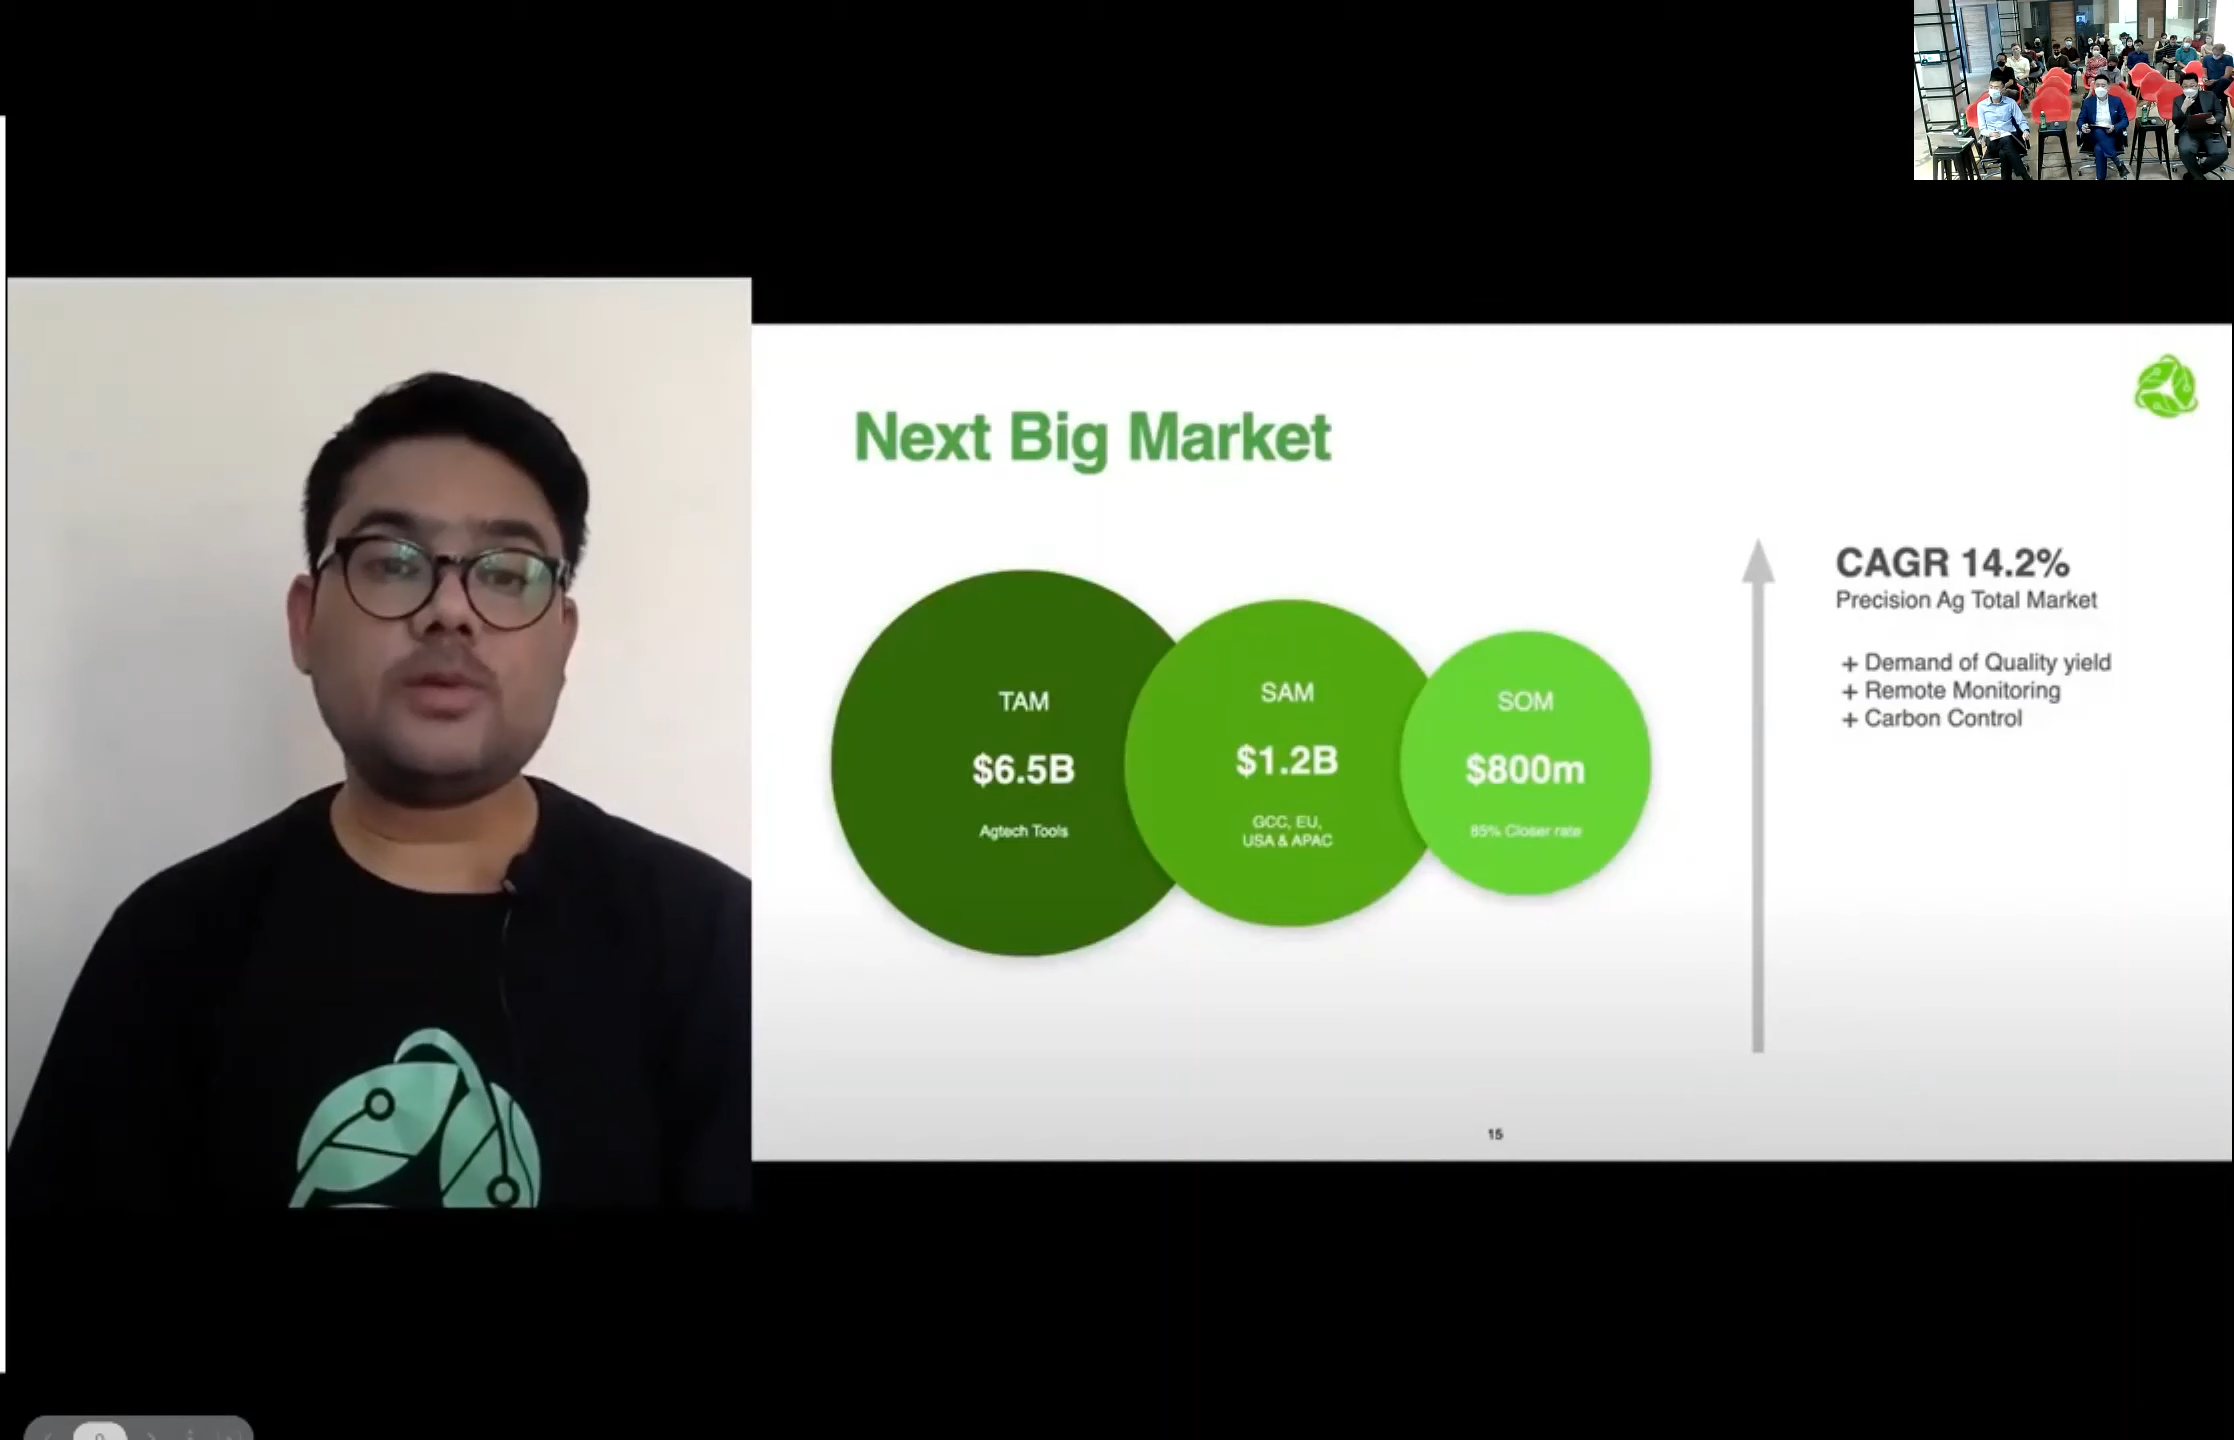 Next Big Market
TAM
$6.5B
Agtech Tools
SAM
$1.2B
GCC, EU,
USA & APAC
SOM
$800m
85% Closer rate
CAGR 14.2%
Precision Ag Total Market
+ Demand of Quality yield
+ Remote Monitoring
+ Carbon Control
15